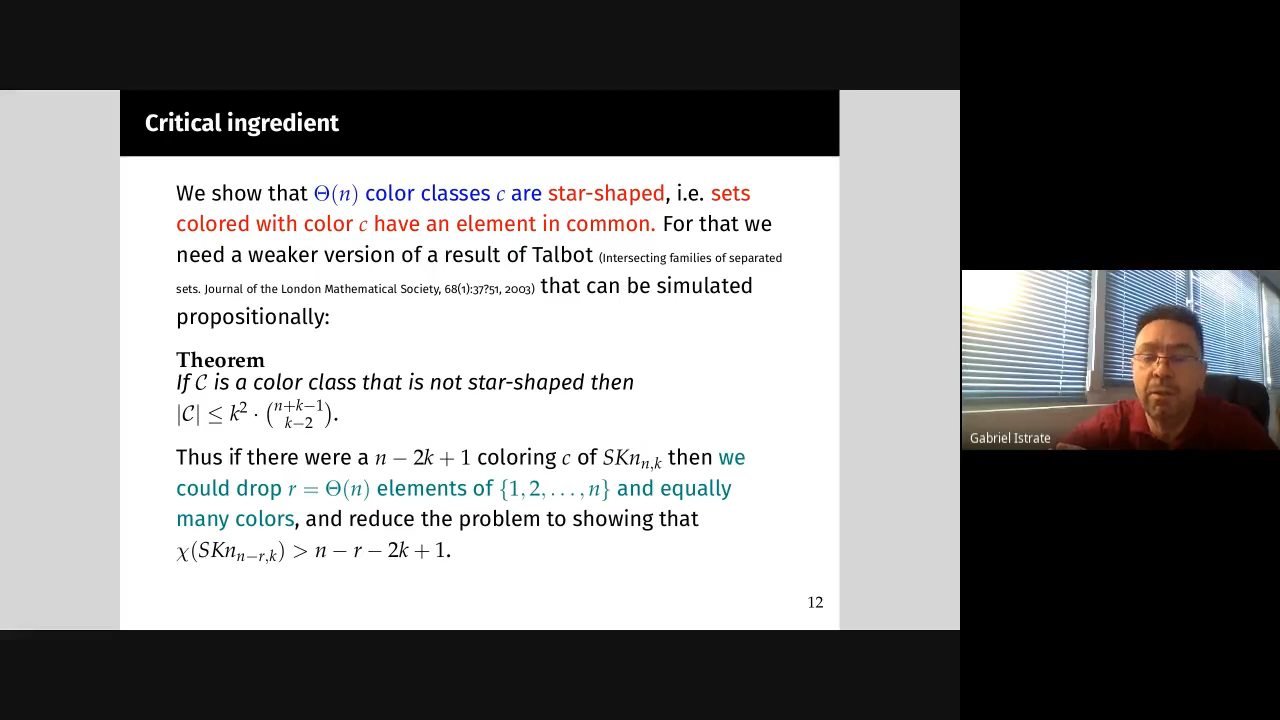 Critical ingredient
We show that Θ(n) color classes c are star-shaped, i.e. sets
colored with color c have an element in common. For that we
need a weaker version of a result of Talbot (Intersecting families of separated
sets. Journal of the London Mathematical Society, 68(1):37?51, 2003) that can be simulated
propositionally:
Theorem
If C is a color class that is not star-shaped then
|C| ≤ k² · (n+k−1 k−2).
Thus if there were a n − 2k + 1 coloring c of SKnₙ,ₖ then we
could drop r = Θ(n) elements of {1, 2, . . . , n} and equally
many colors, and reduce the problem to showing that
χ(SKnₙ₋ᵣ,ₖ) > n − r − 2k + 1.
12
Gabriel Istrate